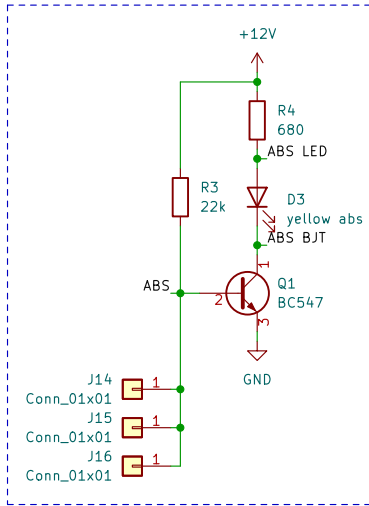 +12V
R4
680
ABS LED
R3
22k
D3
yellow abs
ABS BJT
1
ABS
2
Q1
BC547
3
GND
J14
1
Conn_01x01
J15
1
Conn_01x01
J16
1
Conn_01x01